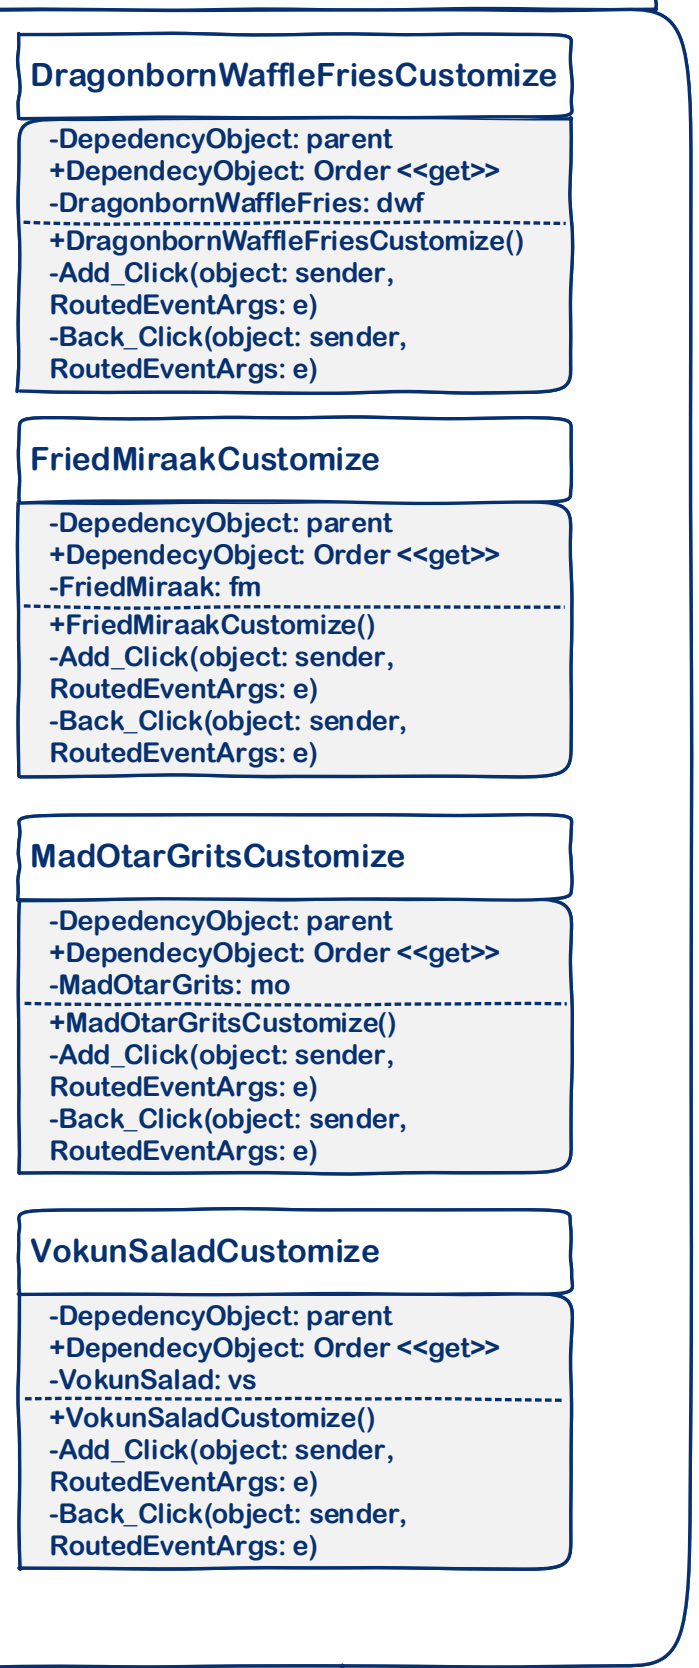 DragonbornWaffleFriesCustomize
-DepedencyObject: parent
+DependecyObject: Order <<get>>
-DragonbornWaffleFries: dwf
+DragonbornWaffleFriesCustomize()
-Add_Click(object: sender,
RoutedEventArgs: e)
-Back_Click(object: sender,
RoutedEventArgs: e)
FriedMiraakCustomize
-DepedencyObject: parent
+DependecyObject: Order <<get>>
-FriedMiraak: fm
+FriedMiraakCustomize()
-Add_Click(object: sender,
RoutedEventArgs: e)
-Back_Click(object: sender,
RoutedEventArgs: e)
MadOtarGritsCustomize
-DepedencyObject: parent
+DependecyObject: Order <<get>>
-MadOtarGrits: mo
+MadOtarGritsCustomize()
-Add_Click(object: sender,
RoutedEventArgs: e)
-Back_Click(object: sender,
RoutedEventArgs: e)
VokunSaladCustomize
-DepedencyObject: parent
+DependecyObject: Order <<get>>
-VokunSalad: vs
+VokunSaladCustomize()
-Add_Click(object: sender,
RoutedEventArgs: e)
-Back_Click(object: sender,
RoutedEventArgs: e)